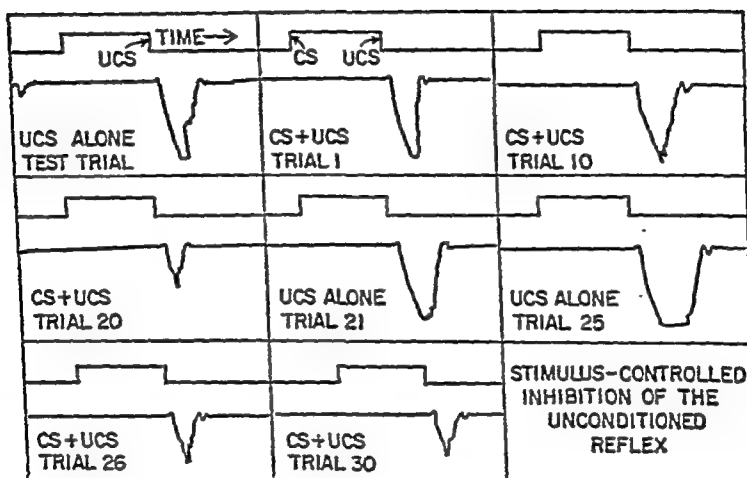 UCS
TIME →
UCS ALONE
TEST TRIAL
CS
UCS
CS+UCS
TRIAL 1
CS+UCS
TRIAL 10
CS+UCS
TRIAL 20
UCS ALONE
TRIAL 21
UCS ALONE
TRIAL 25
CS+UCS
TRIAL 26
CS+UCS
TRIAL 30
STIMULUS-CONTROLLED
INHIBITION OF THE
UNCONDITIONED
REFLEX